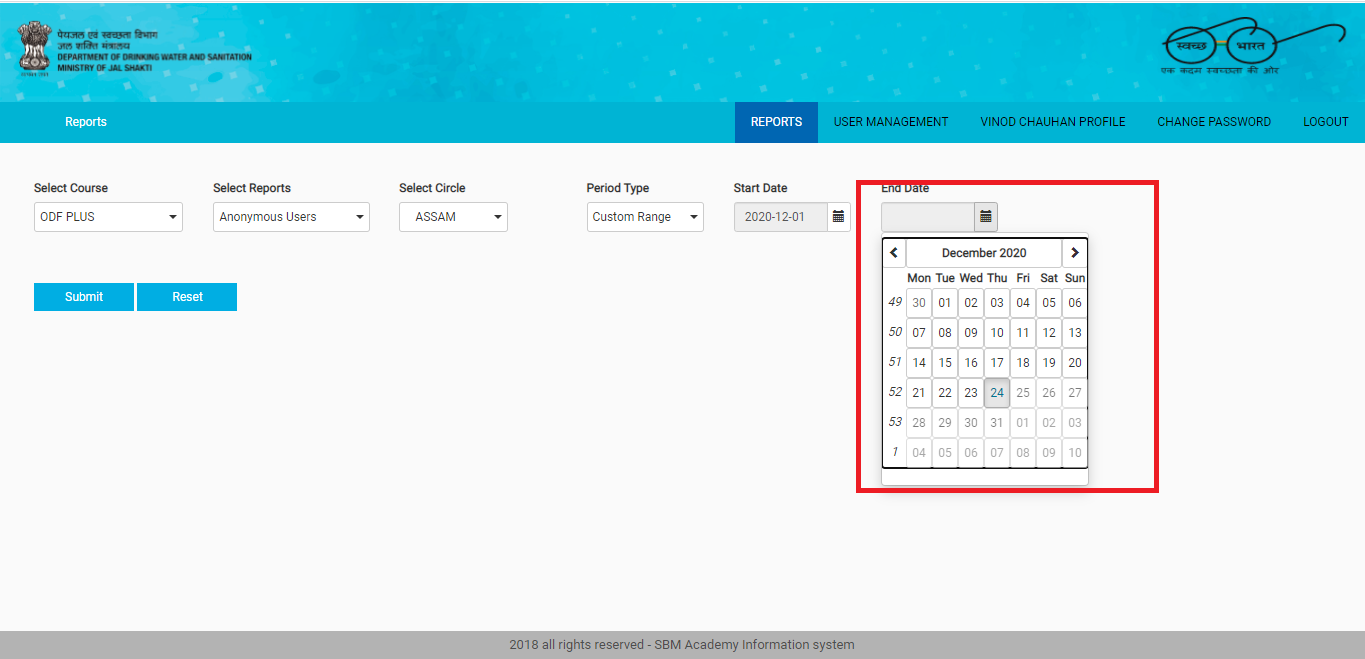 पेयजल एवं स्वच्छता विभाग
जल शक्ति मंत्रालय
DEPARTMENT OF DRINKING WATER AND SANITATION
MINISTRY OF JAL SHAKTI
स्वच्छ भारत
एक कदम स्वच्छता की ओर
Reports
REPORTS USER MANAGEMENT VINOD CHAUHAN PROFILE CHANGE PASSWORD LOGOUT
Select Course Select Reports Select Circle Period Type Start Date End Date
ODF PLUS Anonymous Users ASSAM Custom Range 2020-12-01
December 2020
Mon Tue Wed Thu Fri Sat Sun
49 30 01 02 03 04 05 06
50 07 08 09 10 11 12 13
51 14 15 16 17 18 19 20
52 21 22 23 24 25 26 27
53 28 29 30 31 01 02 03
1 04 05 06 07 08 09 10
Submit Reset
2018 all rights reserved - SBM Academy Information system